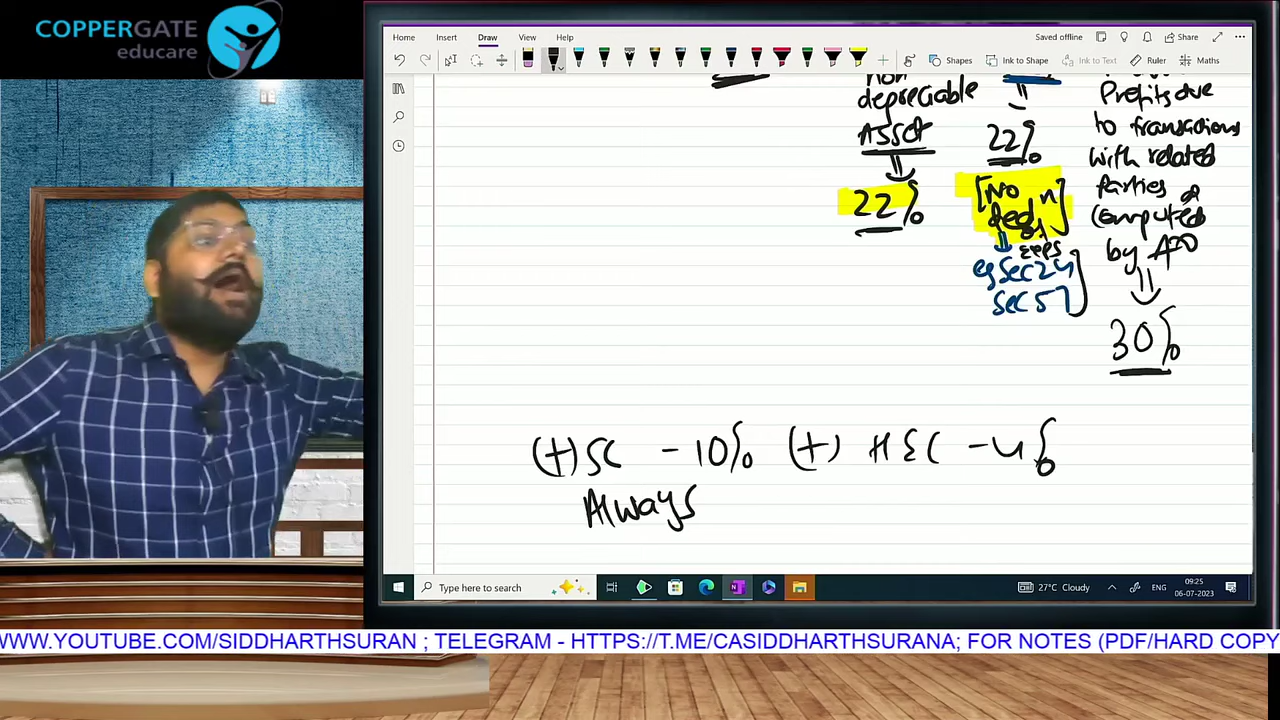 COPPERGATE
educare
Home Insert Draw View Help
Saved offline
Share
Shapes
Ink to Shape
Ink to Text
Ruler
Maths
non
depreciable
Asset
22%
22%
[No
ded n]
of
exps
eg Sec 24
Sec 57
Profits due
to transactions
with related
Parties &
Computed
by AO
30%
(+) SC - 10% (+) HEC - 4%
Always
Type here to search
27°C Cloudy
ENG
09:25
06-07-2023
WWW.YOUTUBE.COM/SIDDHARTHSURAN ; TELEGRAM - HTTPS://T.ME/CASIDDHARTHSURANA; FOR NOTES (PDF/HARD COPY